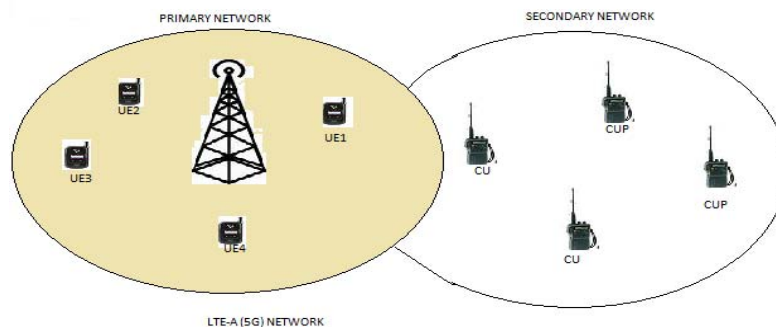 PRIMARY NETWORK
SECONDARY NETWORK
UE2
UE1
CUP
UE3
CU
CUP
UE4
CU
LTE-A (5G) NETWORK